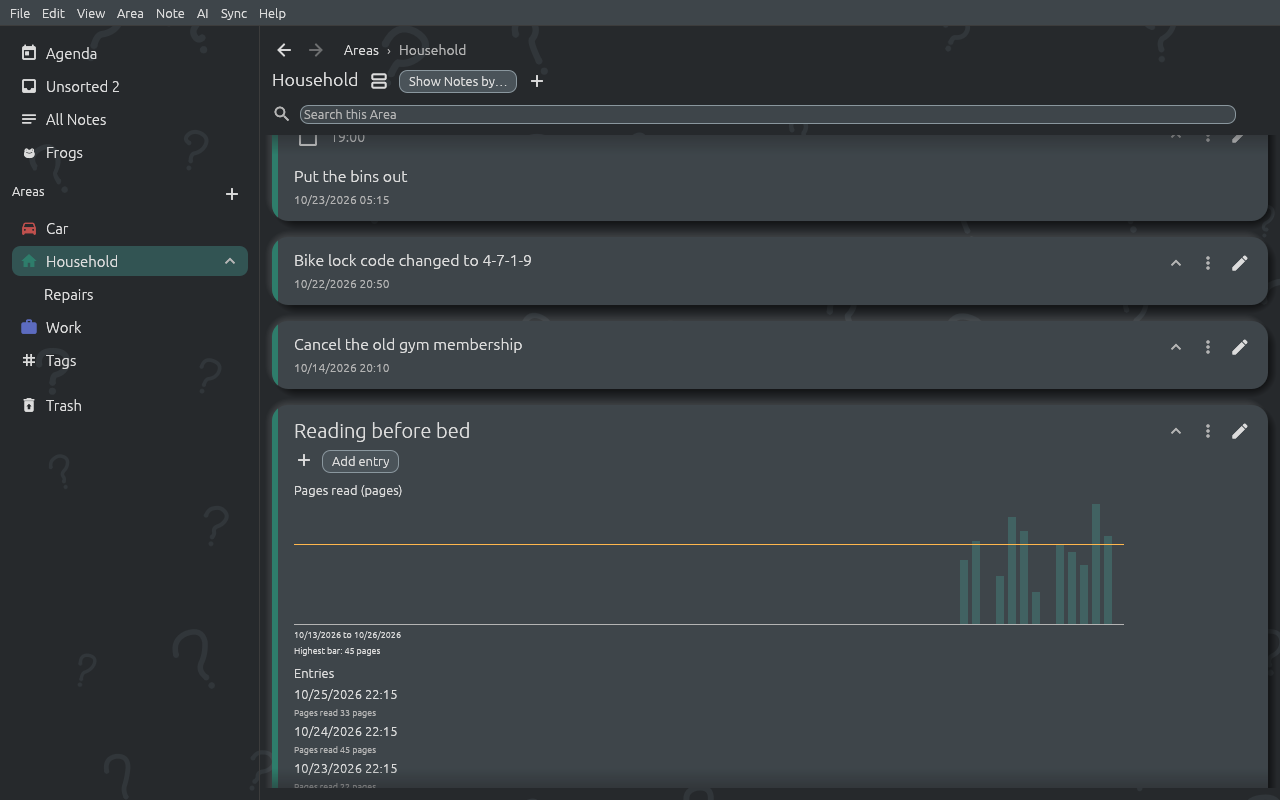 File Edit View Area Note AI Sync Help
Agenda
Unsorted 2
All Notes
Frogs
Areas
Car
Household
Repairs
Work
Tags
Trash
Areas › Household
Household Show Notes by...
Search this Area
19:00
Put the bins out
10/23/2026 05:15
Bike lock code changed to 4-7-1-9
10/22/2026 20:50
Cancel the old gym membership
10/14/2026 20:10
Reading before bed
Add entry
Pages read (pages)
10/13/2026 to 10/26/2026
Highest bar: 45 pages
Entries
10/25/2026 22:15
Pages read 33 pages
10/24/2026 22:15
Pages read 45 pages
10/23/2026 22:15
Pages read 22 pages